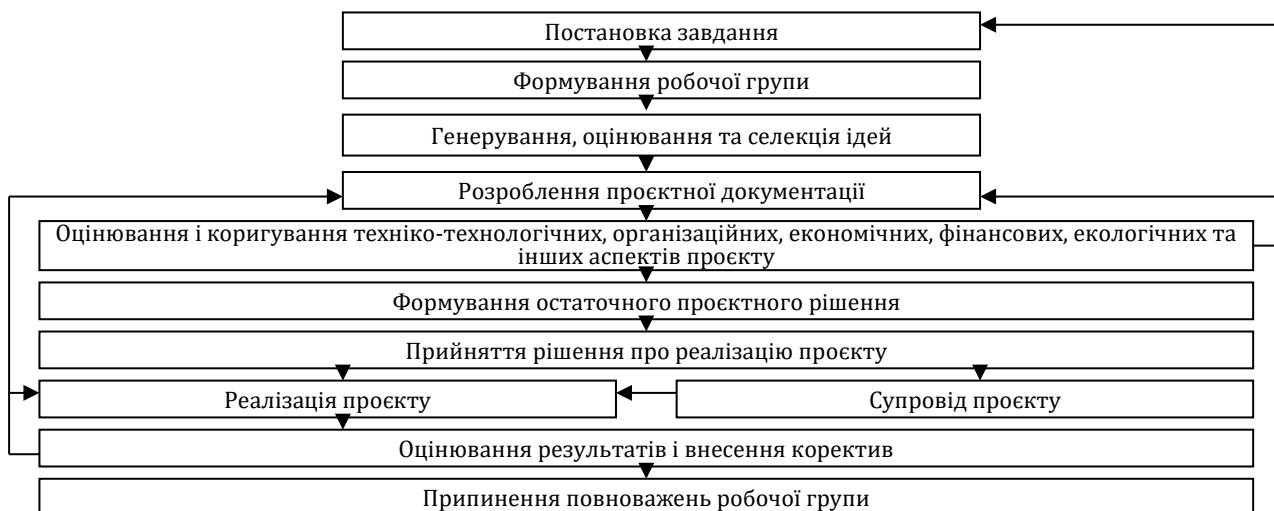 Постановка завдання
Формування робочої групи
Генерування, оцінювання та селекція ідей
Розроблення проєктної документації
Оцінювання і коригування техніко-технологічних, організаційних, економічних, фінансових, екологічних та
інших аспектів проєкту
Формування остаточного проєктного рішення
Прийняття рішення про реалізацію проєкту
Реалізація проєкту
Супровід проєкту
Оцінювання результатів і внесення коректив
Припинення повноважень робочої групи